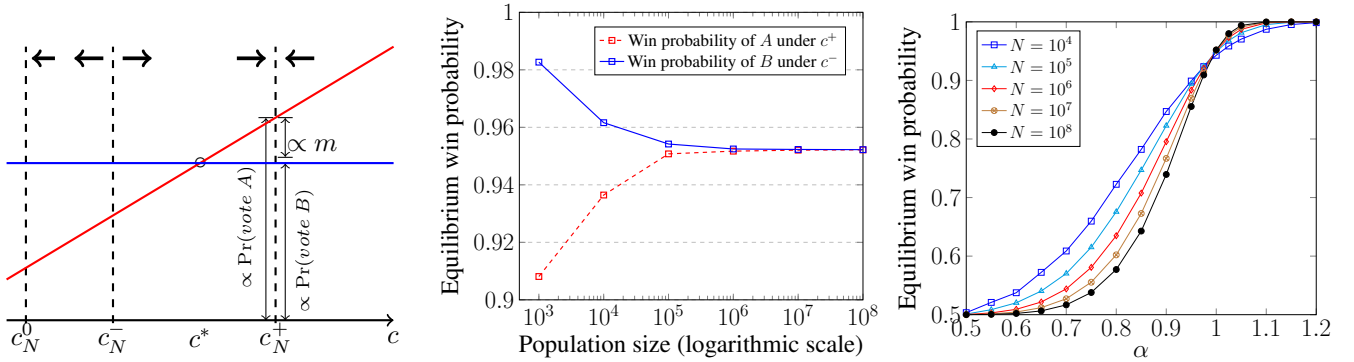 ∝ m
∝ Pr(vote A)
∝ Pr(vote B)
c_N^0
c_N^-
c*
c_N^+
c
Equilibrium win probability
1
0.98
0.96
0.94
0.92
0.9
Win probability of A under c^+
Win probability of B under c^-
10^3
10^4
10^5
10^6
10^7
10^8
Population size (logarithmic scale)
Equilibrium win probability
1
0.9
0.8
0.7
0.6
0.5
N = 10^4
N = 10^5
N = 10^6
N = 10^7
N = 10^8
0.5
0.6
0.7
0.8
0.9
1
1.1
1.2
α